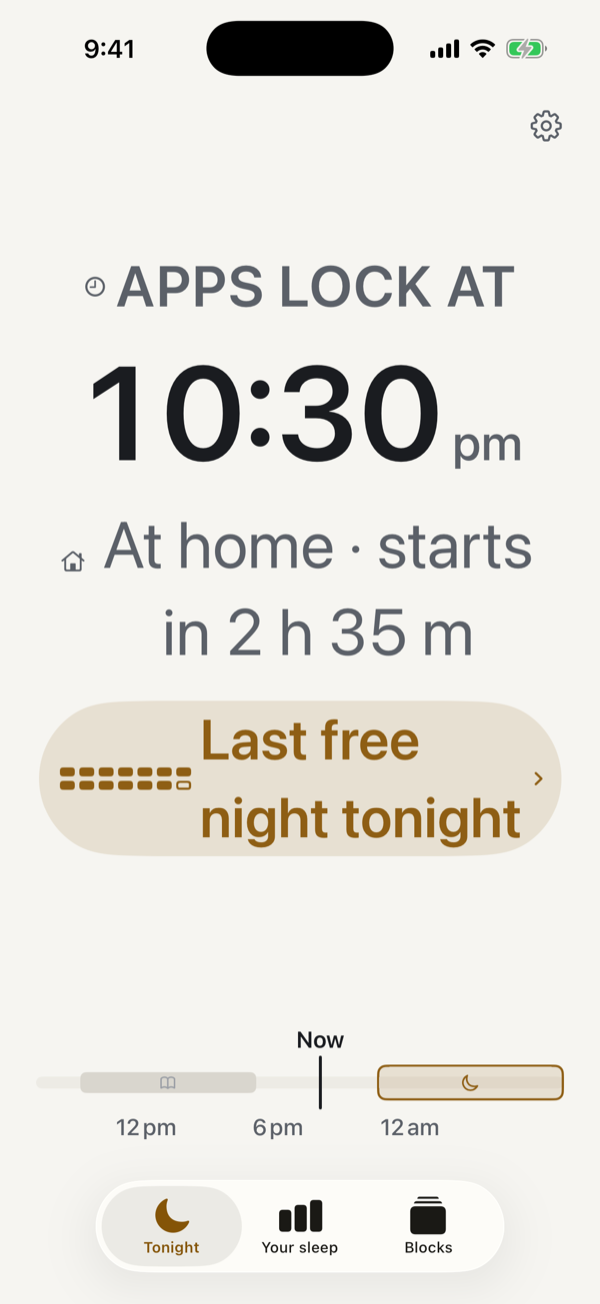 9:41
APPS LOCK AT
10:30 pm
At home · starts
in 2 h 35 m
Last free
night tonight
Now
12 pm 6 pm 12 am
Tonight Your sleep Blocks